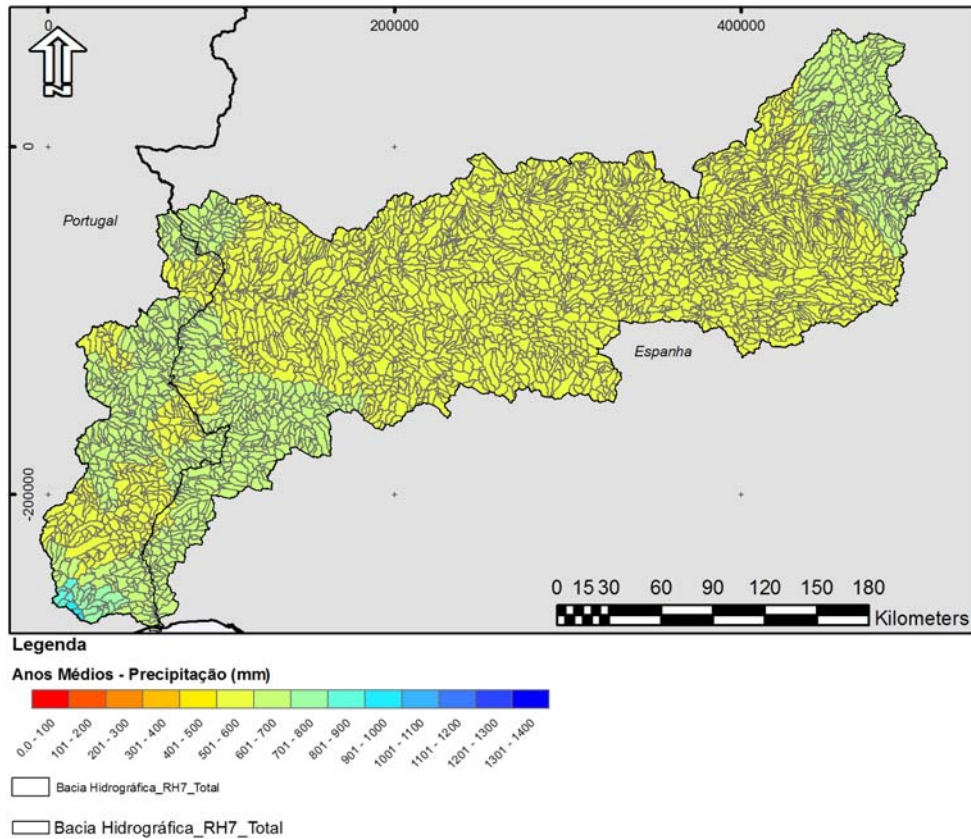 0 200000 400000
N
0
Portugal
Espanha
-200000
0 15 30 60 90 120 150 180
Kilometers
Legenda
Anos Médios - Precipitação (mm)
0.0 - 100 101 - 200 201 - 300 301 - 400 401 - 500 501 - 600 601 - 700 701 - 800 801 - 900 901 - 1000 1001 - 1100 1101 - 1200 1201 - 1300 1301 - 1400
Bacia Hidrográfica_RH7_Total
Bacia Hidrográfica_RH7_Total